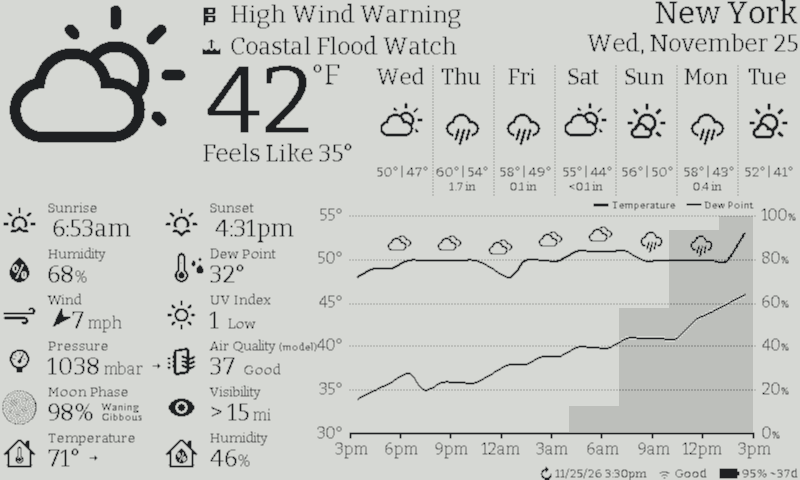 High Wind Warning
Coastal Flood Watch
New York
Wed, November 25
42°F
Feels Like 35°
Wed Thu Fri Sat Sun Mon Tue
50°|47° 60°|54° 58°|49° 55°|44° 56°|50° 58°|43° 52°|41°
1.7 in 0.1 in <0.1 in 0.4 in
Sunrise
6:53am
Sunset
4:31pm
Humidity
68%
Dew Point
32°
Wind
7 mph
UV Index
1 Low
Pressure
1038 mbar
Air Quality (model)
37 Good
Moon Phase
98% Waning Gibbous
Visibility
> 15 mi
Temperature
71°
Humidity
46%
Temperature Dew Point
55° 100%
50° 80%
45° 60%
40° 40%
35° 20%
30° 0%
3pm 6pm 9pm 12am 3am 6am 9am 12pm 3pm
11/25/26 3:30pm Good 95% ~37d